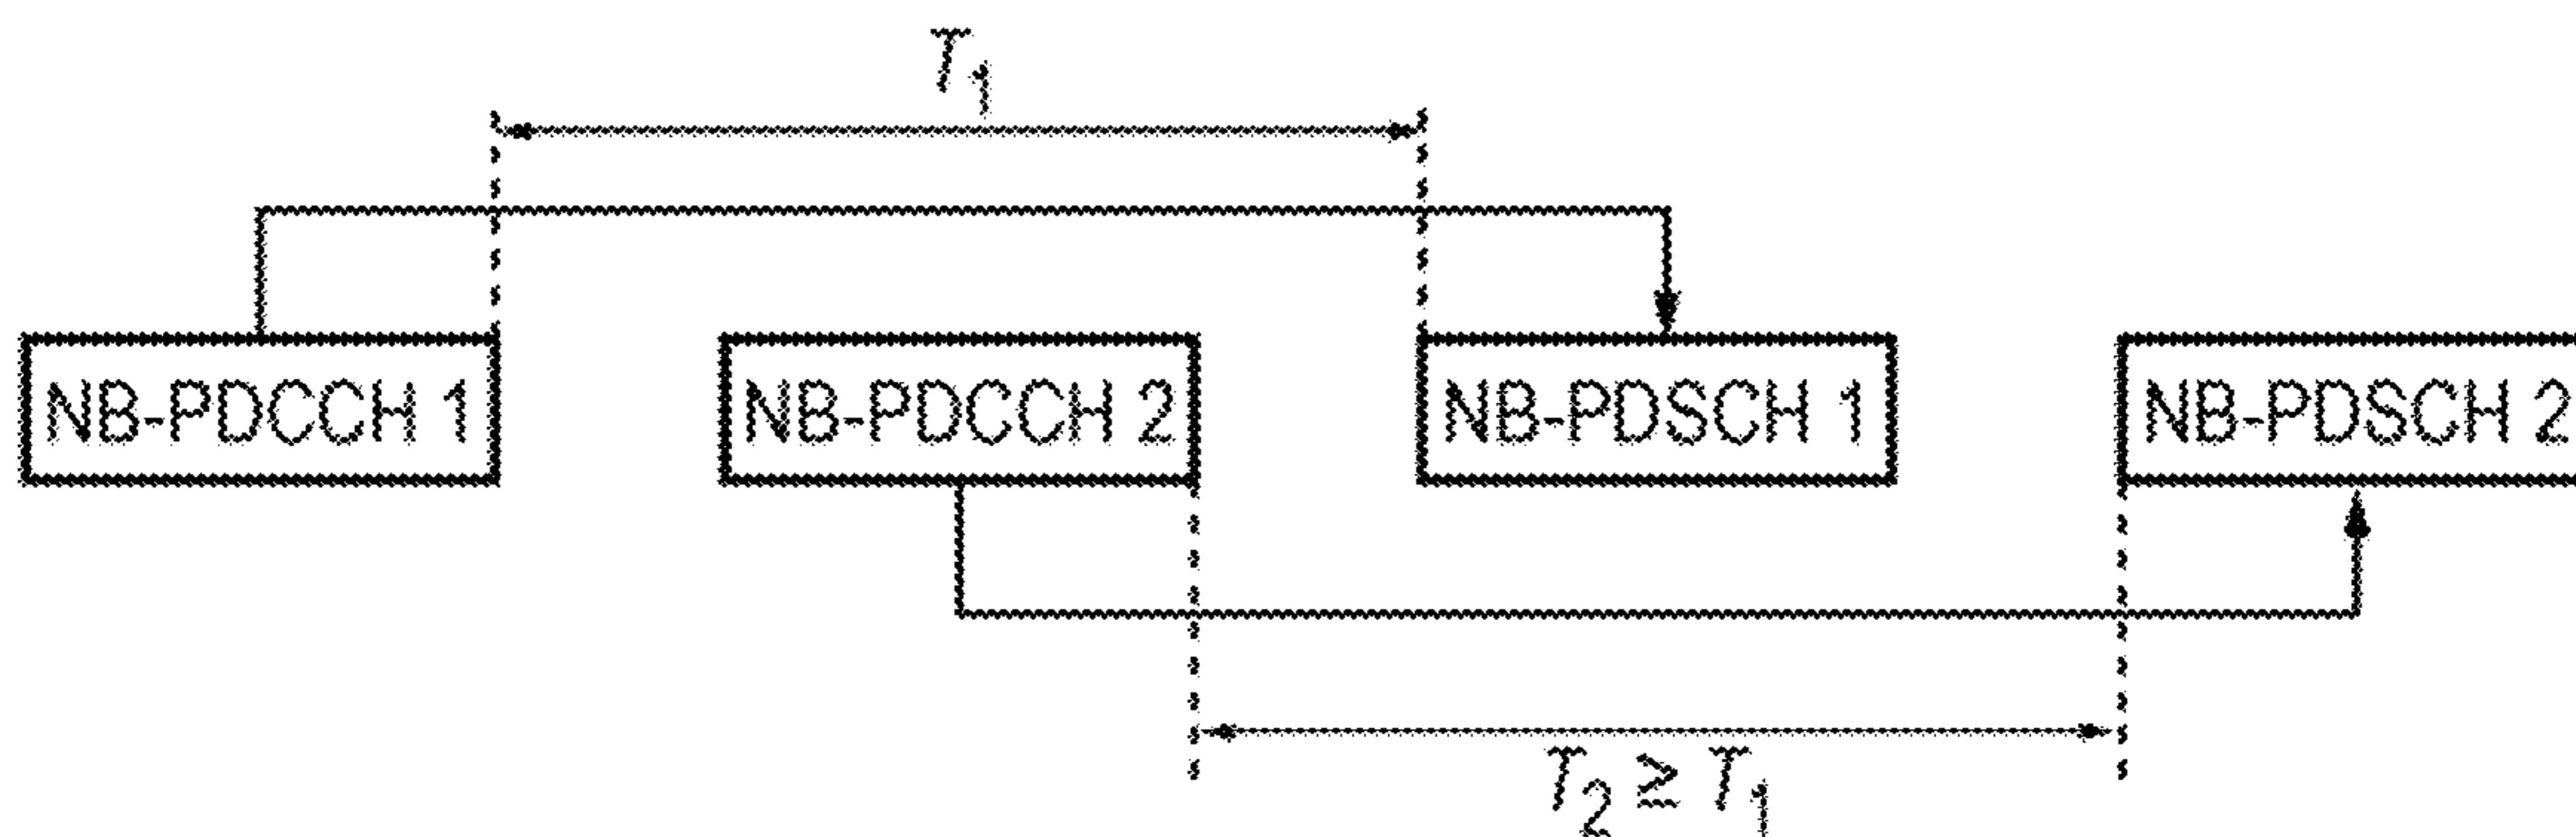 T1
NB-PDCCH 1 NB-PDCCH 2 NB-PDSCH 1 NB-PDSCH 2
T2 ≥ T1